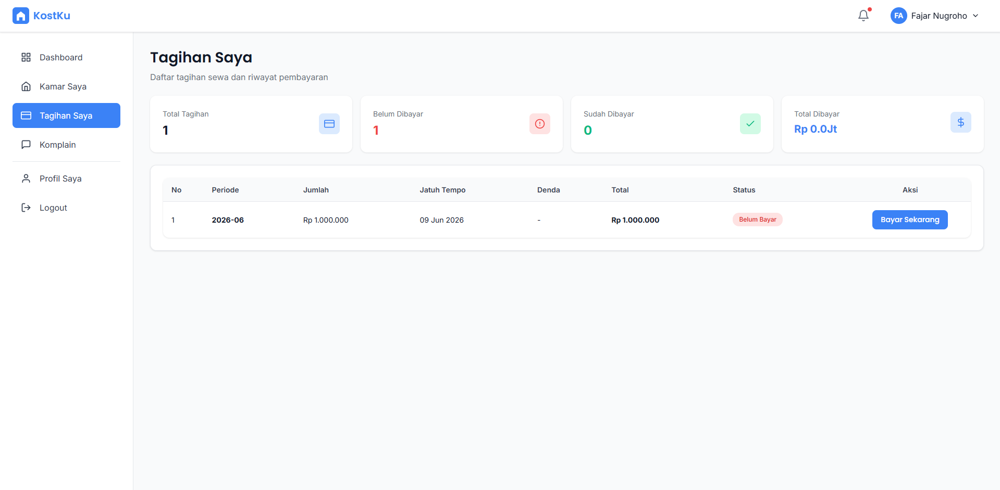 KostKu
FA Fajar Nugroho
Dashboard
Kamar Saya
Tagihan Saya
Komplain
Profil Saya
Logout
Tagihan Saya
Daftar tagihan sewa dan riwayat pembayaran
Total Tagihan
1
Belum Dibayar
1
Sudah Dibayar
0
Total Dibayar
Rp 0.0Jt
$
No Periode Jumlah Jatuh Tempo Denda Total Status Aksi
1 2026-06 Rp 1.000.000 09 Jun 2026 - Rp 1.000.000 Belum Bayar Bayar Sekarang